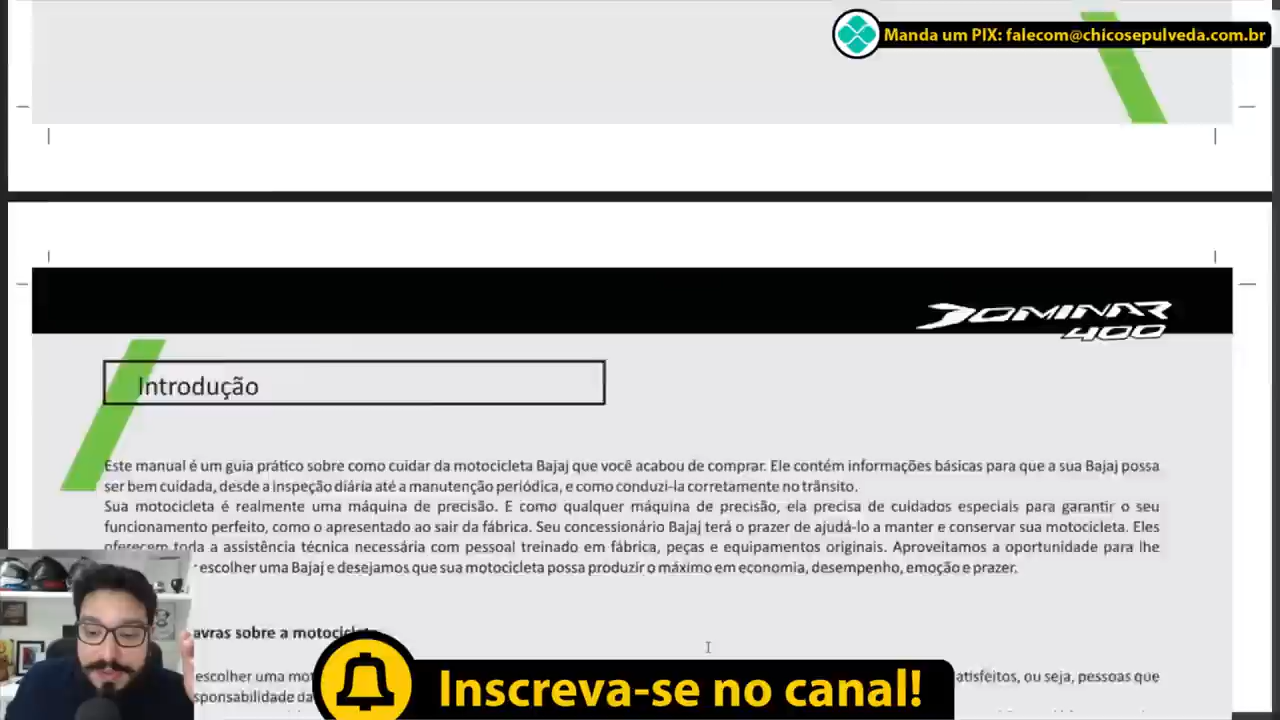 Manda um PIX: falecom@chicosepulveda.com.br
DOMINAR
400
Introdução
Este manual é um guia prático sobre como cuidar da motocicleta Bajaj que você acabou de comprar. Ele contém informações básicas para que a sua Bajaj possa
ser bem cuidada, desde a inspeção diária até a manutenção periódica, e como conduzi-la corretamente no trânsito.
Sua motocicleta é realmente uma máquina de precisão. E como qualquer máquina de precisão, ela precisa de cuidados especiais para garantir o seu
funcionamento perfeito, como o apresentado ao sair da fábrica. Seu concessionário Bajaj terá o prazer de ajudá-lo a manter e conservar sua motocicleta. Eles
oferecem toda a assistência técnica necessária com pessoal treinado em fábrica, peças e equipamentos originais. Aproveitamos a oportunidade para lhe
escolher uma Bajaj e desejamos que sua motocicleta possa produzir o máximo em economia, desempenho, emoção e prazer.
avras sobre a motocicleta
escolher uma mot atisfeitos, ou seja, pessoas que
sponsabilidade da
Inscreva-se no canal!